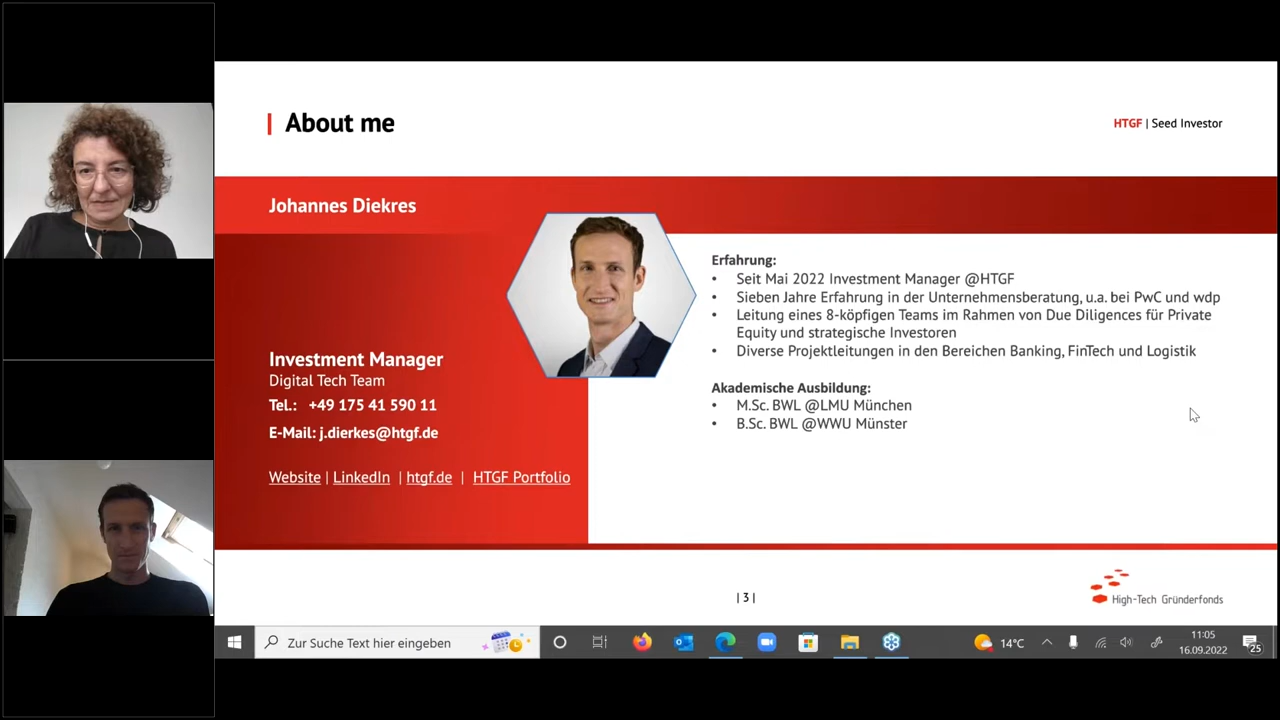 About me
HTGF | Seed Investor
Johannes Diekres
Investment Manager
Digital Tech Team
Tel.: +49 175 41 590 11
E-Mail: j.dierkes@htgf.de
Website | LinkedIn | htgf.de | HTGF Portfolio
Erfahrung:
• Seit Mai 2022 Investment Manager @HTGF
• Sieben Jahre Erfahrung in der Unternehmensberatung, u.a. bei PwC und wdp
• Leitung eines 8-köpfigen Teams im Rahmen von Due Diligences für Private
Equity und strategische Investoren
• Diverse Projektleitungen in den Bereichen Banking, FinTech und Logistik
Akademische Ausbildung:
• M.Sc. BWL @LMU München
• B.Sc. BWL @WWU Münster
| 3 |
High-Tech Gründerfonds
Zur Suche Text hier eingeben
14°C
11:05
16.09.2022
25